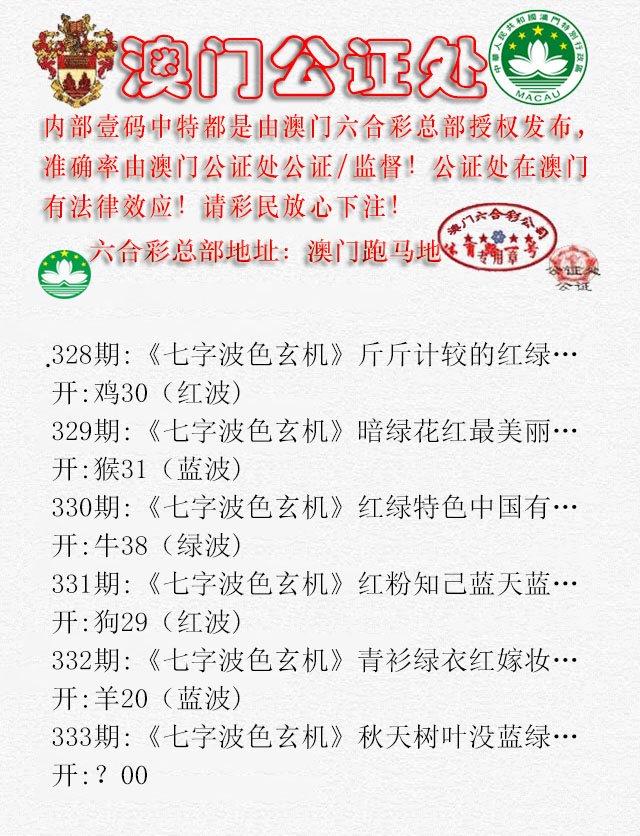 澳门公证处
中華人民共和國澳門特別行政區
MACAU
内部壹码中特都是由澳门六合彩总部授权发布，
准确率由澳门公证处公证/监督！公证处在澳门
有法律效应！请彩民放心下注！
六合彩总部地址：澳门跑马地
澳门六合彩公司
专用章
公证处
公证
.328期:《七字波色玄机》斤斤计较的红绿…
开:鸡30（红波）
329期:《七字波色玄机》暗绿花红最美丽…
开:猴31（蓝波）
330期:《七字波色玄机》红绿特色中国有…
开:牛38（绿波）
331期:《七字波色玄机》红粉知己蓝天蓝…
开:狗29（红波）
332期:《七字波色玄机》青衫绿衣红嫁妆…
开:羊20（蓝波）
333期:《七字波色玄机》秋天树叶没蓝绿…
开:？00